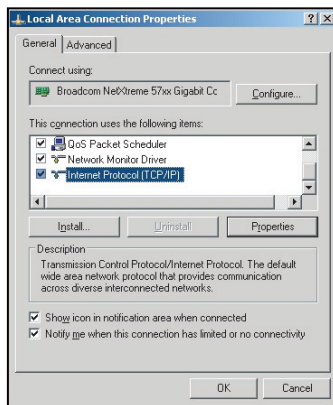 Local Area Connection Properties
General
Advanced
Connect using:
Broadcom NetXtreme 57xx Gigabit Cc
Configure...
This connection uses the following items:
QoS Packet Scheduler
Network Monitor Driver
Internet Protocol (TCP/IP)
Install...
Uninstall
Properties
Description
Transmission Control Protocol/Internet Protocol. The default
wide area network protocol that provides communication
across diverse interconnected networks.
Show icon in notification area when connected
Notify me when this connection has limited or no connectivity
OK
Cancel